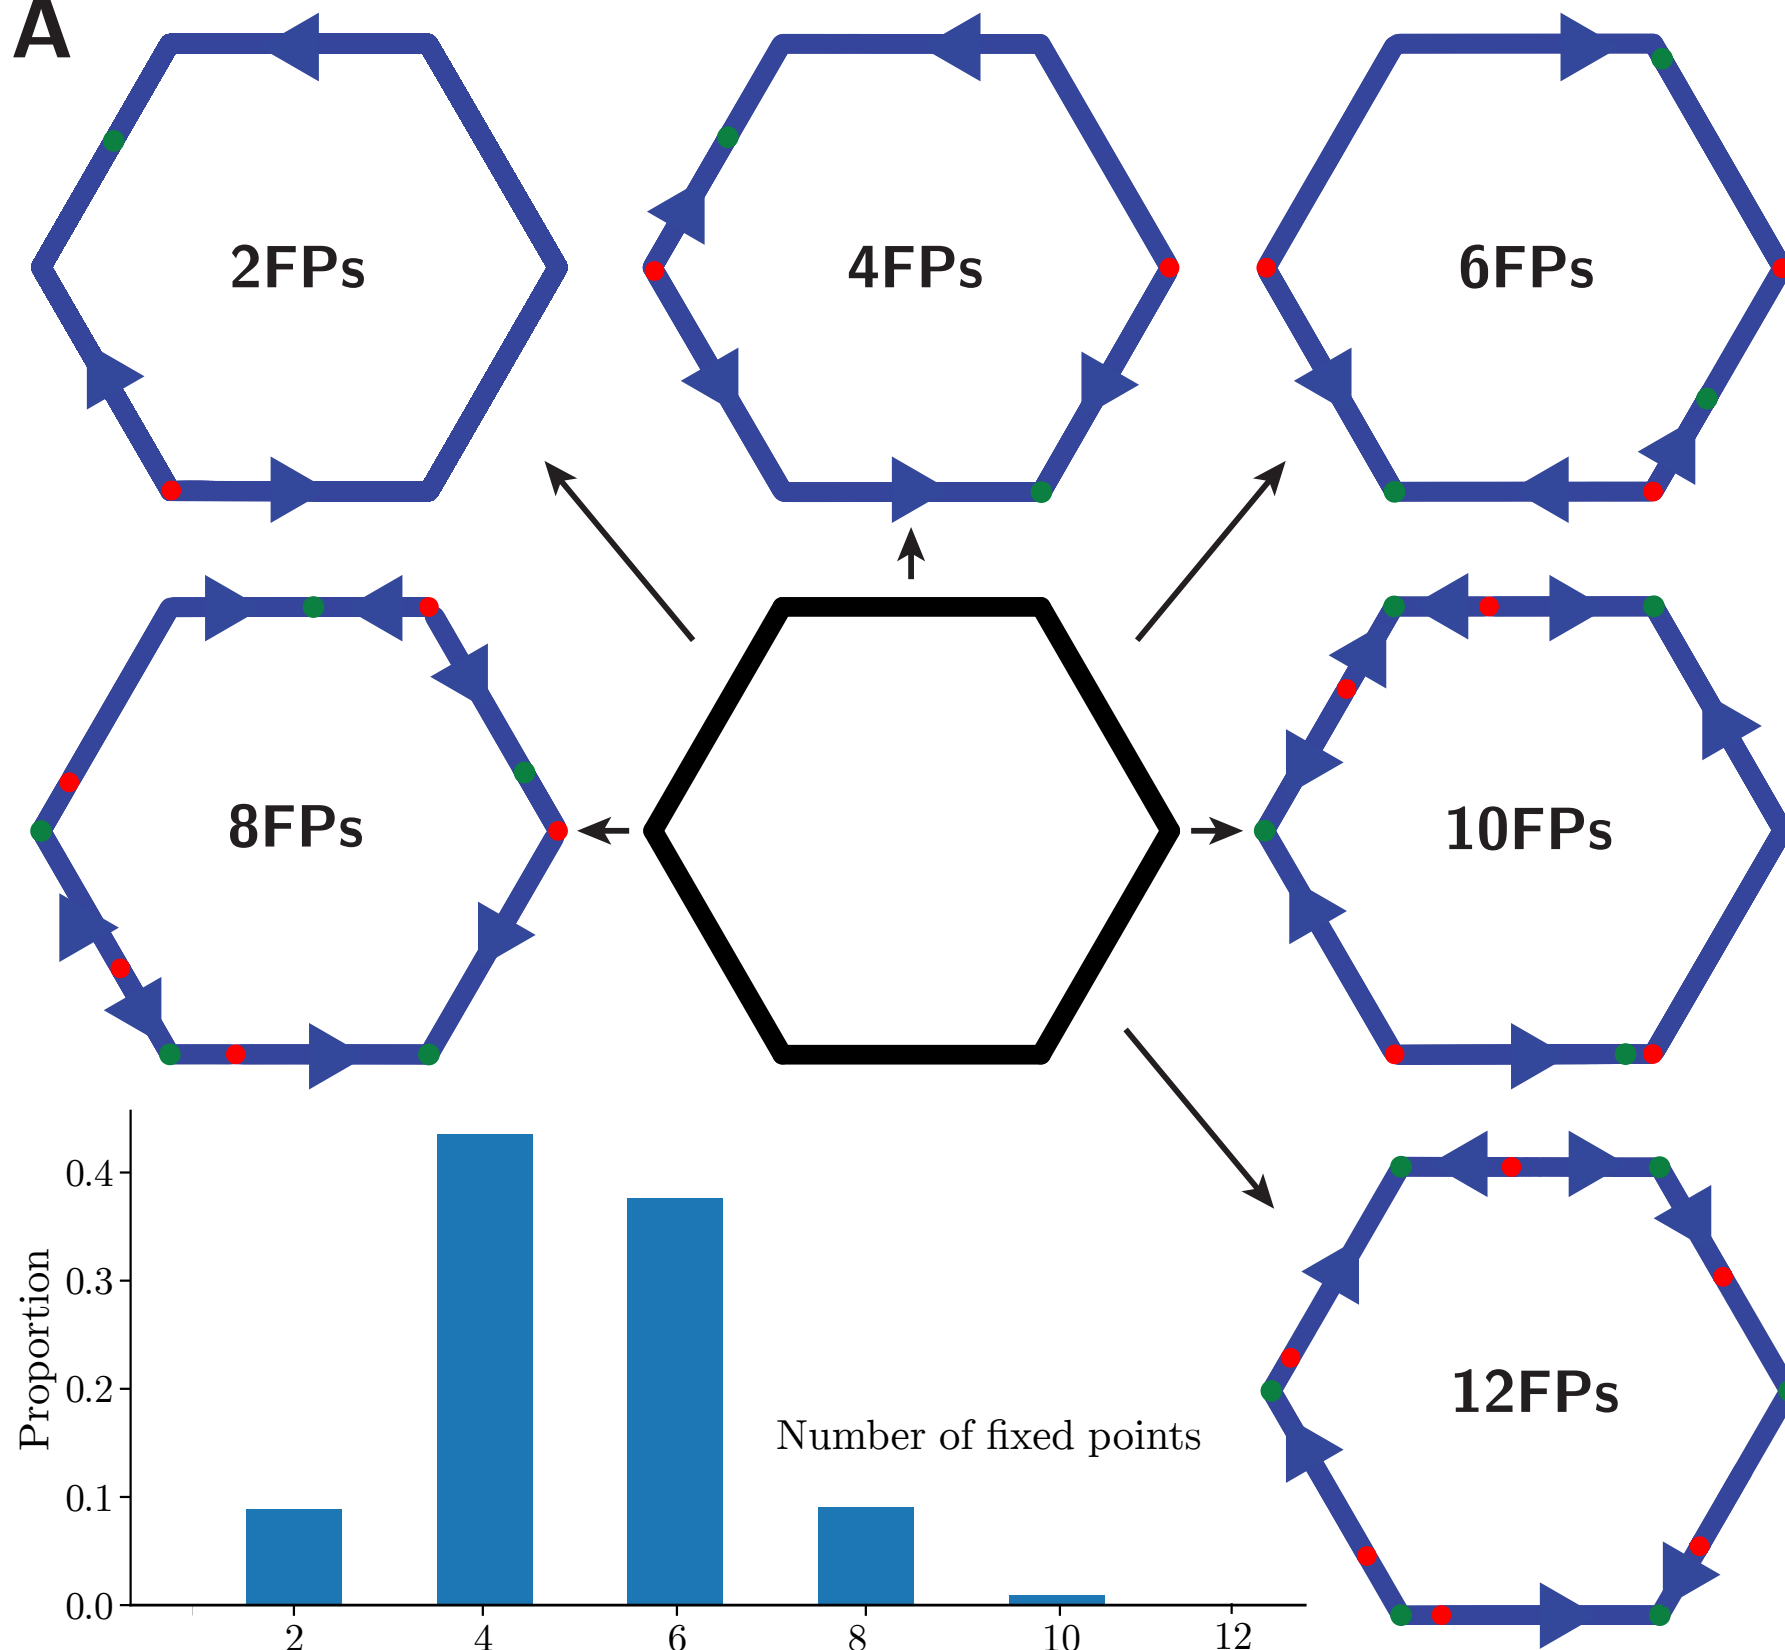 A
2FPs
4FPs
6FPs
8FPs
10FPs
12FPs
Proportion
0.4
0.3
0.2
0.1
0.0
Number of fixed points
2 4 6 8 10 12